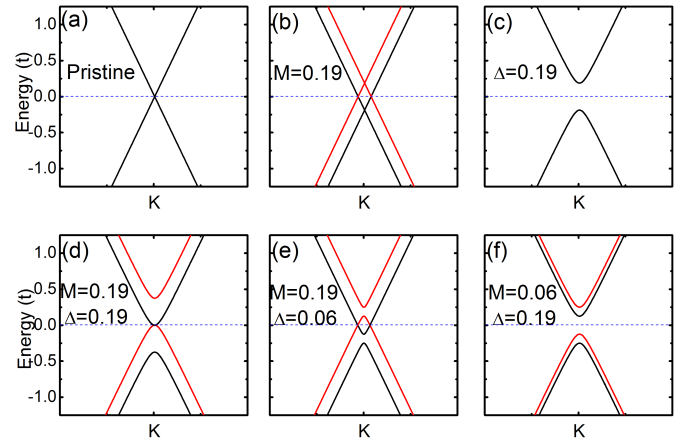 (a)
(b)
(c)
Pristine
M=0.19
Δ=0.19
Energy (t)
1.0
0.5
0.0
-0.5
-1.0
K
K
K
(d)
(e)
(f)
M=0.19
Δ=0.19
M=0.19
Δ=0.06
M=0.06
Δ=0.19
Energy (t)
1.0
0.5
0.0
-0.5
-1.0
K
K
K